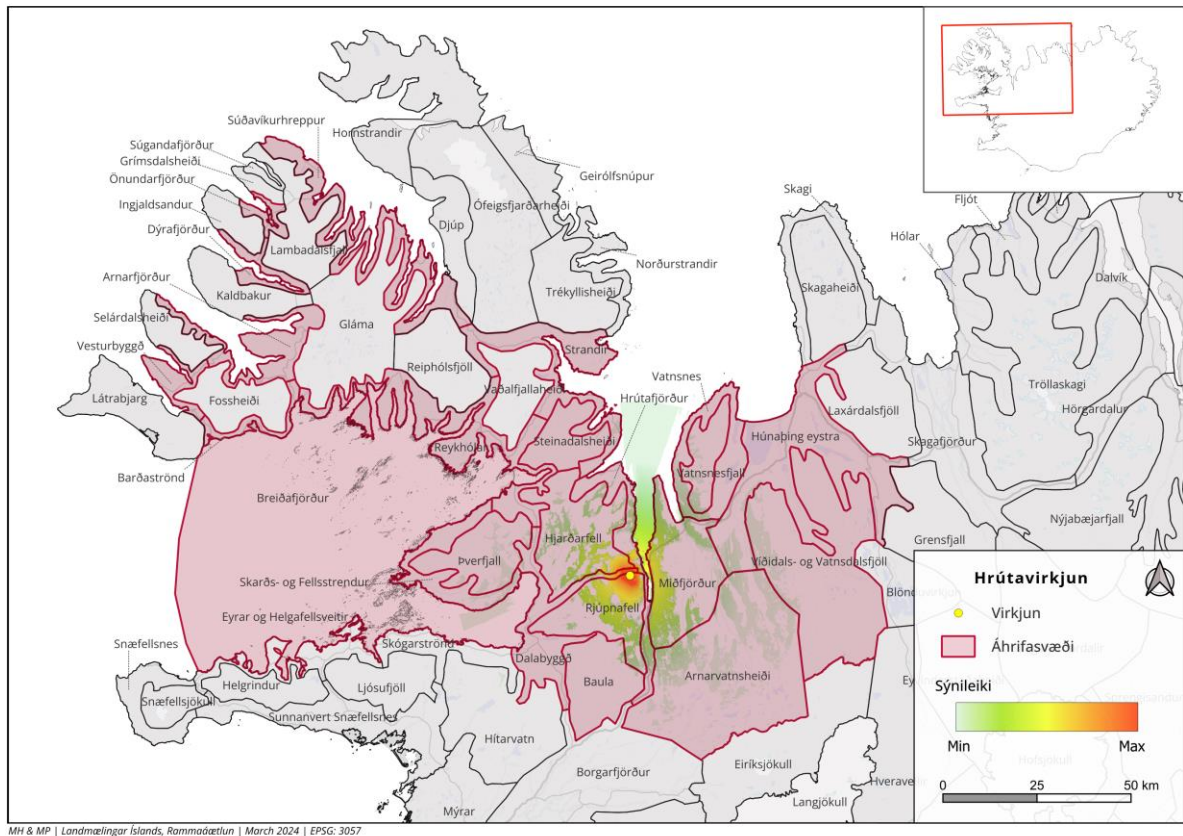 Súðavíkurhreppur
Hornstrandir
Súgandafjörður
Grímsdalsheiði
Önundarfjörður
Ingjaldsandur
Dýrafjörður
Geirólfsnúpur
Skagi
Fljót
Ófeigsfjarðarheiði
Djúp
Lambadalsfjall
Hólar
Norðurstrandir
Dalvík
Arnarfjörður
Kaldbakur
Trékyllisheiði
Skagaheiði
Selárdalsheiði
Gláma
Vesturbyggð
Strandir
Reiphólsfjöll
Vatnsnes
Tröllaskagi
Látrabjarg
Fossheiði
Vaðalfjallaheiði
Hrútafjörður
Laxárdalsfjöll
Hörgárdalur
Steinadalsheiði
Húnaþing eystra
Skagafjörður
Reykhólar
Vatnsnesfjall
Barðaströnd
Breiðafjörður
Nýjabæjarfjall
Hjarðarfell
Grensfjall
Þverfjall
Víðidals- og Vatnsdalsfjöll
Skarðs- og Fellsstrendur
Miðfjörður
Rjúpnafell
Eyrar og Helgafellsveitir
Snæfellsnes
Skógarströnd
Dalabyggð
Helgrindur
Ljósufjöll
Baula
Arnarvatnsheiði
Snæfellsjökull
Sunnanvert Snæfellsnes
Hítarvatn
Borgarfjörður
Eiríksjökull
Mýrar
Langjökull
Hofsjökull
Hrútavirkjun
Virkjun
Áhrifasvæði
Sýnileiki
Min Max
0 25 50 km
MH & MP | Landmælingar Íslands, Rammaáætlun | March 2024 | EPSG: 3057